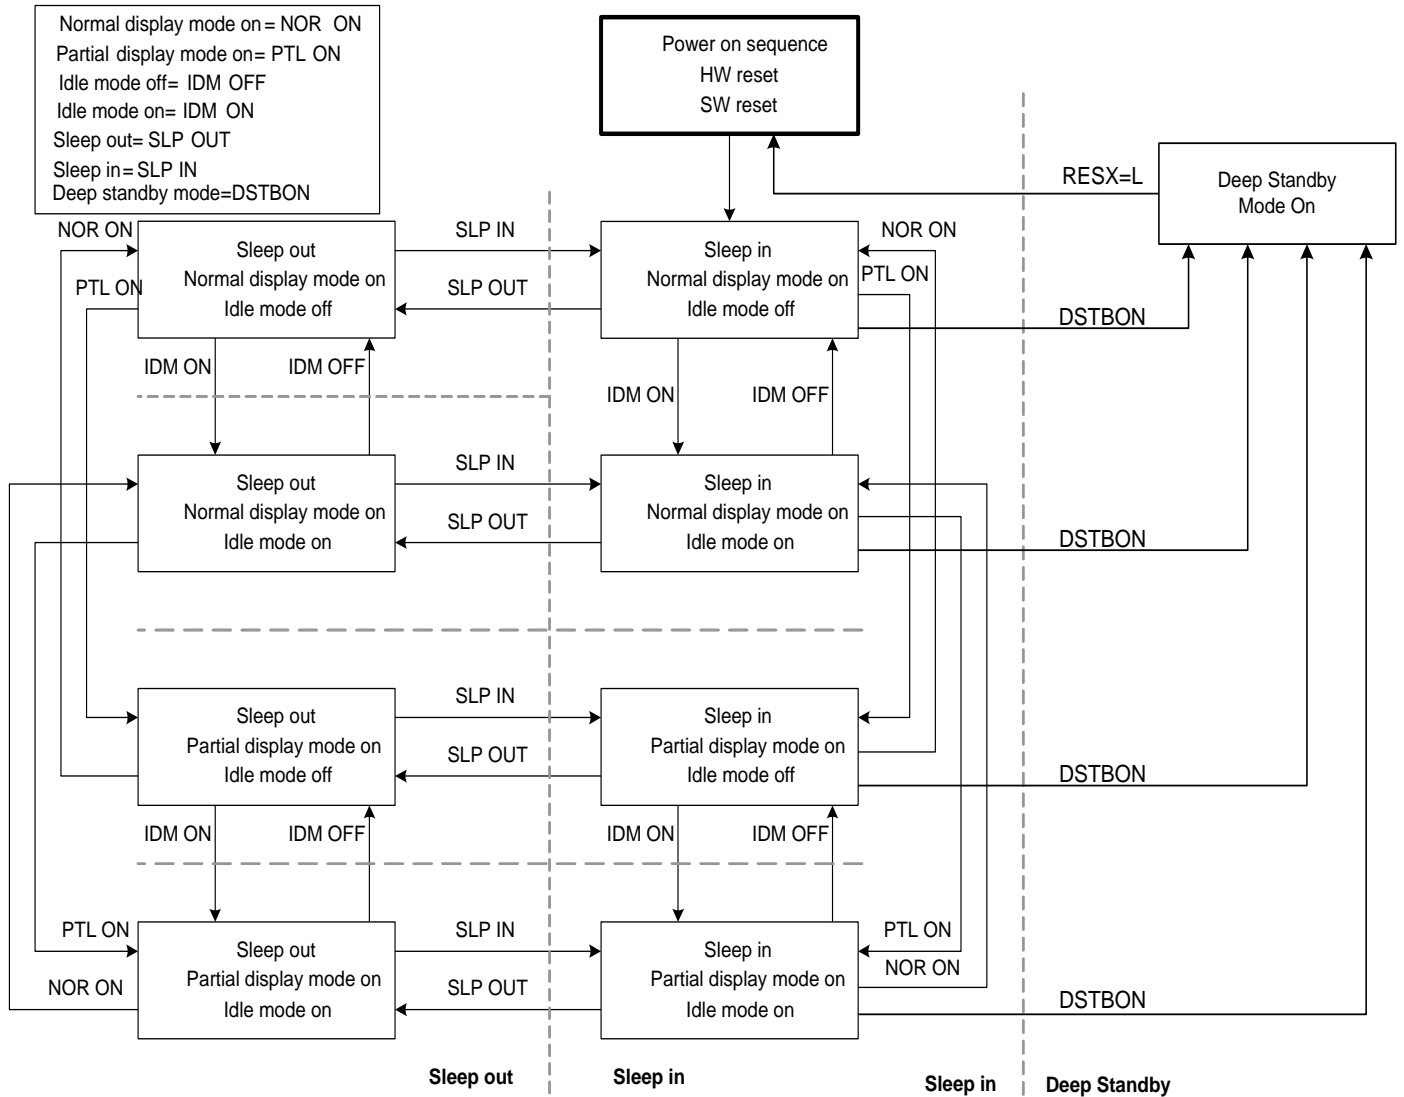 Normal display mode on= NOR ON
Partial display mode on= PTL ON
Idle mode off= IDM OFF
Idle mode on= IDM ON
Sleep out= SLP OUT
Sleep in= SLP IN
Deep standby mode=DSTBON
Power on sequence
HW reset
SW reset
Deep Standby
Mode On
RESX=L
NOR ON
PTL ON
Sleep out
Normal display mode on
Idle mode off
SLP IN
SLP OUT
Sleep in
Normal display mode on
Idle mode off
NOR ON
PTL ON
DSTBON
IDM ON
IDM OFF
IDM ON
IDM OFF
Sleep out
Normal display mode on
Idle mode on
SLP IN
SLP OUT
Sleep in
Normal display mode on
Idle mode on
DSTBON
Sleep out
Partial display mode on
Idle mode off
SLP IN
SLP OUT
Sleep in
Partial display mode on
Idle mode off
DSTBON
IDM ON
IDM OFF
IDM ON
IDM OFF
PTL ON
NOR ON
Sleep out
Partial display mode on
Idle mode on
SLP IN
SLP OUT
Sleep in
Partial display mode on
Idle mode on
PTL ON
NOR ON
DSTBON
Sleep out
Sleep in
Sleep in
Deep Standby